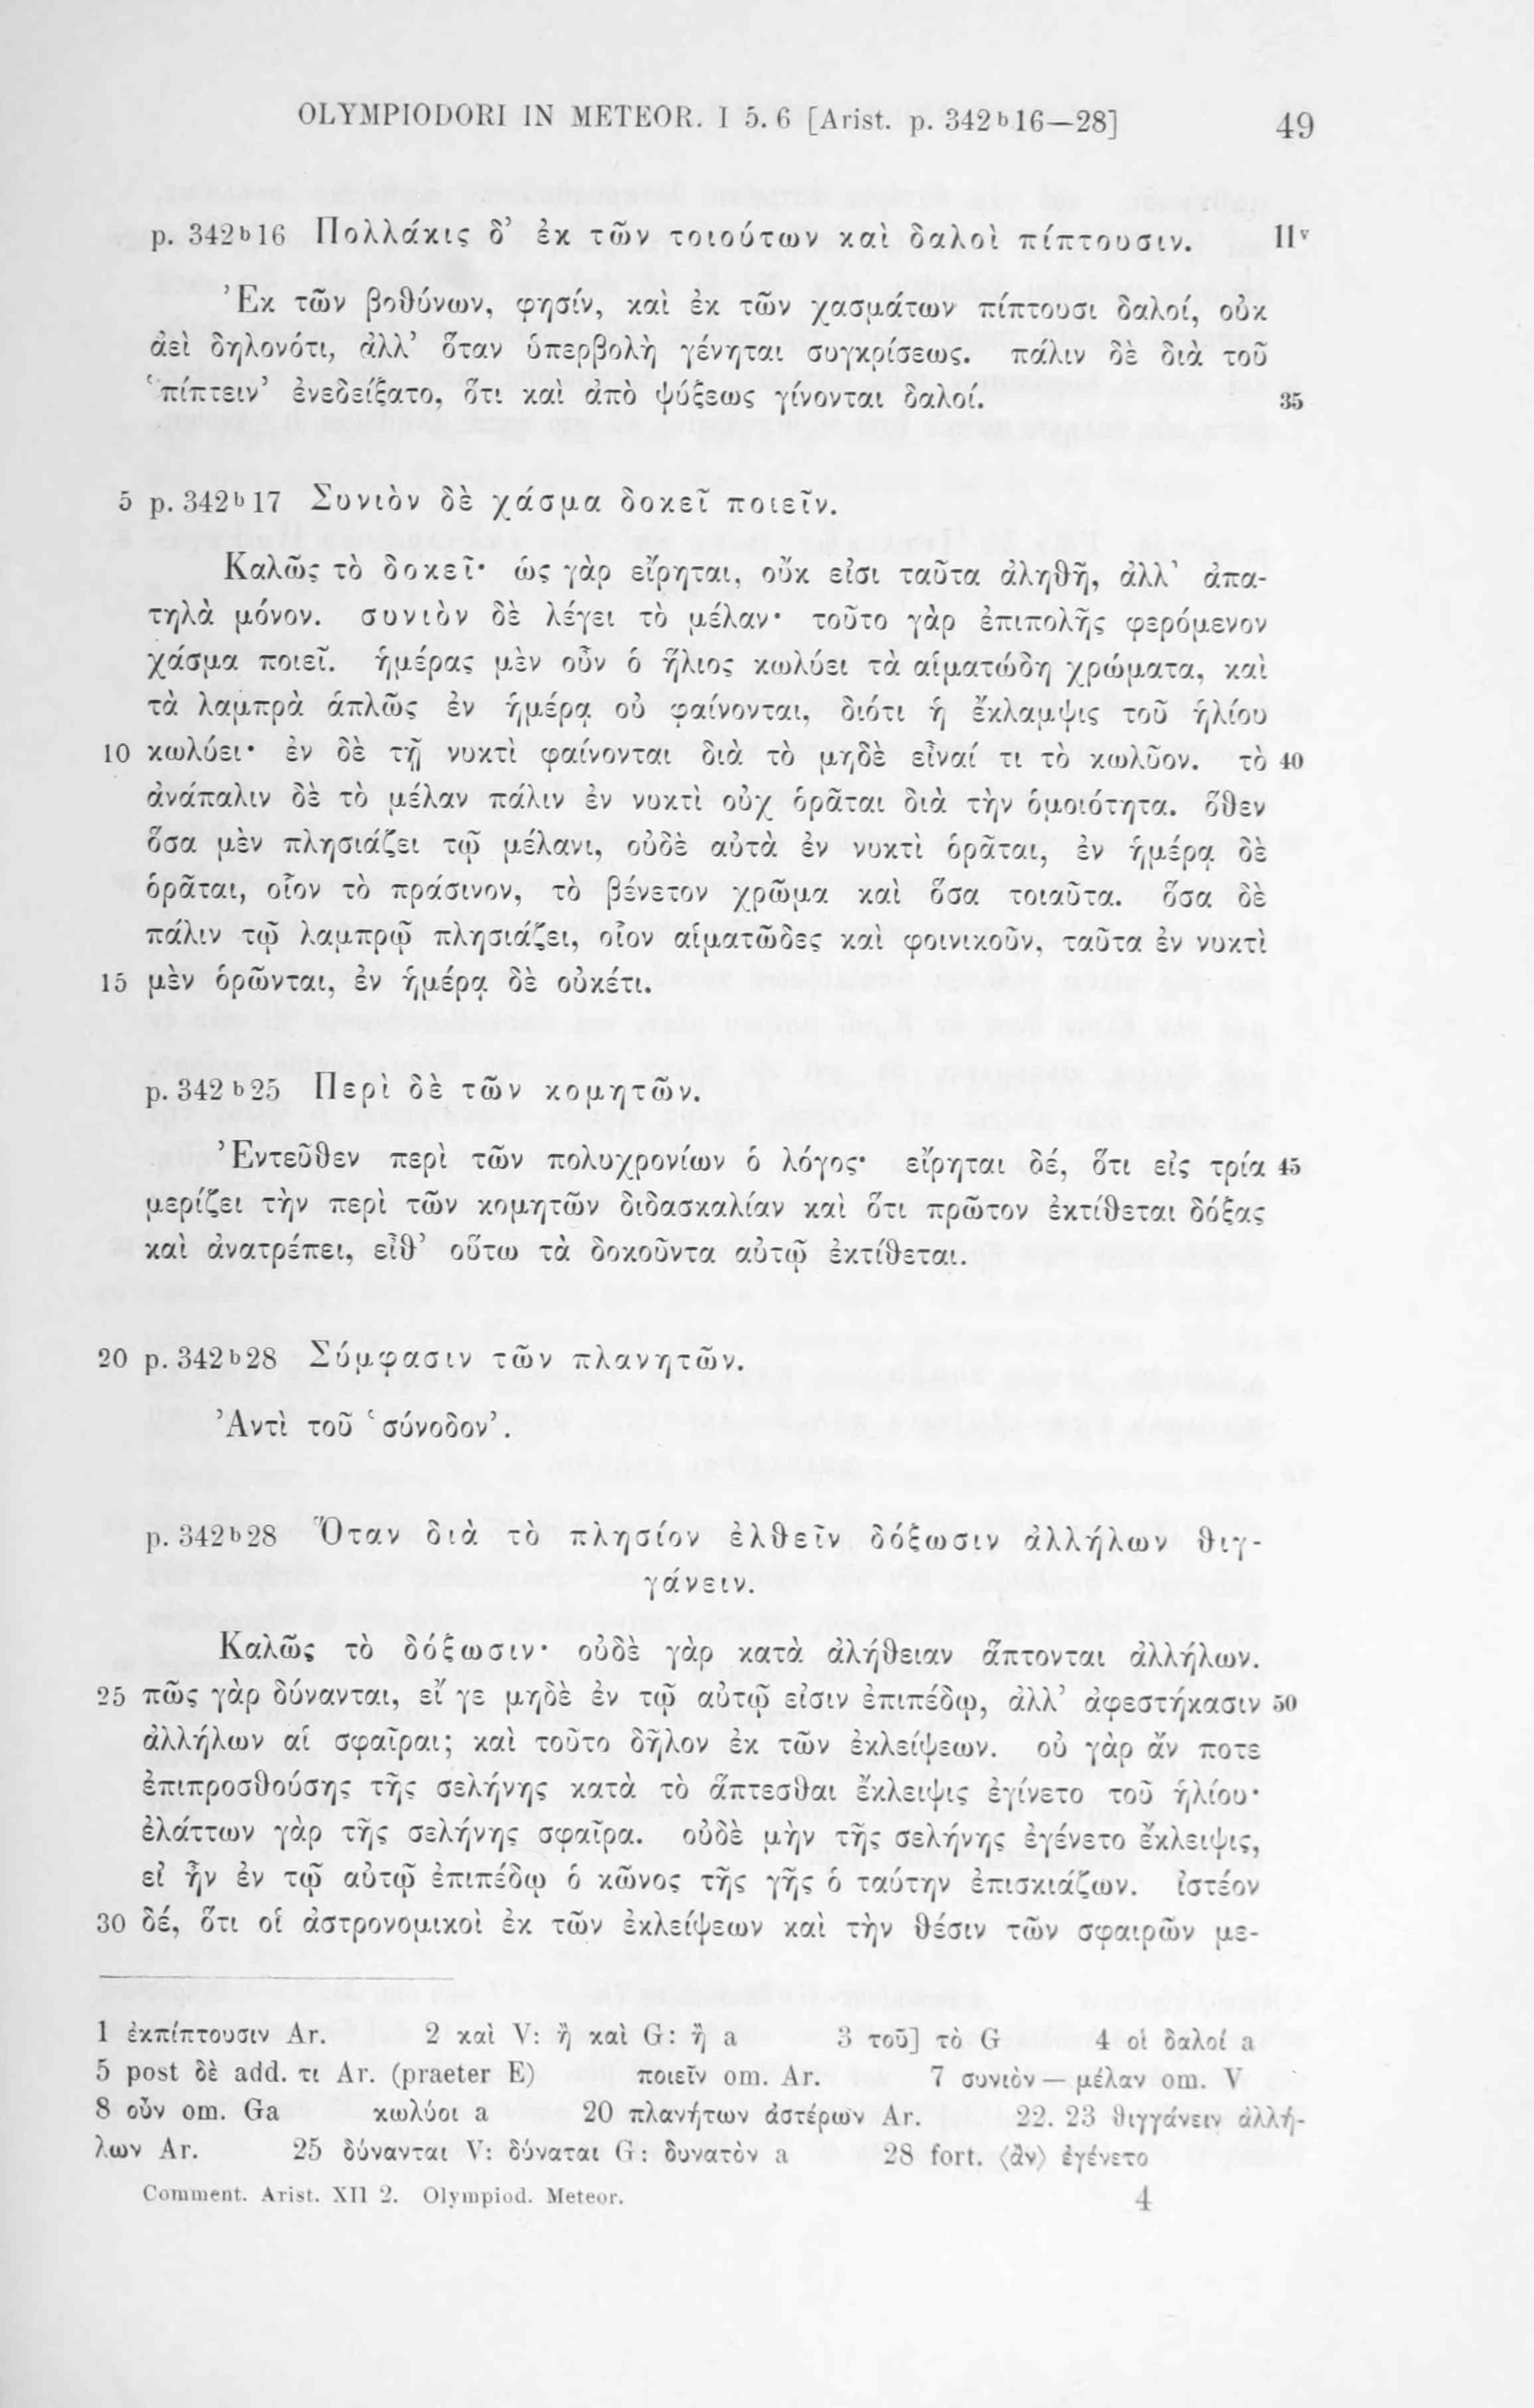 OLYMPIODORI IN METEOR. I 5. 6 [Arist. p. 342ᵇ16—28] 49
p. 342ᵇ16 Πολλάκις δ’ ἐκ τῶν τοιούτων καὶ δαλοὶ πίπτουσιν. 11ᵛ
Ἐκ τῶν βοθύνων, φησίν, καὶ ἐκ τῶν χασμάτων πίπτουσι δαλοί, οὐκ
ἀεὶ δηλονότι, ἀλλ’ ὅταν ὑπερβολὴ γένηται συγκρίσεως. πάλιν δὲ διὰ τοῦ
‘πίπτειν’ ἐνεδείξατο, ὅτι καὶ ἀπὸ ψύξεως γίνονται δαλοί. 35
5 p. 342ᵇ17 Συνιὸν δὲ χάσμα δοκεῖ ποιεῖν.
Καλῶς τὸ δοκεῖ· ὡς γὰρ εἴρηται, οὔκ εἰσι ταῦτα ἀληθῆ, ἀλλ’ ἀπα-
τηλὰ μόνον. συνιὸν δὲ λέγει τὸ μέλαν· τοῦτο γὰρ ἐπιπολῆς φερόμενον
χάσμα ποιεῖ. ἡμέρας μὲν οὖν ὁ ἥλιος κωλύει τὰ αἱματώδη χρώματα, καὶ
τὰ λαμπρὰ ἁπλῶς ἐν ἡμέρᾳ οὐ φαίνονται, διότι ἡ ἔκλαμψις τοῦ ἡλίου
10 κωλύει· ἐν δὲ τῇ νυκτὶ φαίνονται διὰ τὸ μηδὲ εἶναί τι τὸ κωλῦον. τὸ 40
ἀνάπαλιν δὲ τὸ μέλαν πάλιν ἐν νυκτὶ οὐχ ὁρᾶται διὰ τὴν ὁμοιότητα. ὅθεν
ὅσα μὲν πλησιάζει τῷ μέλανι, οὐδὲ αὐτὰ ἐν νυκτὶ ὁρᾶται, ἐν ἡμέρᾳ δὲ
ὁρᾶται, οἷον τὸ πράσινον, τὸ βένετον χρῶμα καὶ ὅσα τοιαῦτα. ὅσα δὲ
πάλιν τῷ λαμπρῷ πλησιάζει, οἷον αἱματῶδες καὶ φοινικοῦν, ταῦτα ἐν νυκτὶ
15 μὲν ὁρῶνται, ἐν ἡμέρᾳ δὲ οὐκέτι.
p. 342ᵇ25 Περὶ δὲ τῶν κομητῶν.
Ἐντεῦθεν περὶ τῶν πολυχρονίων ὁ λόγος· εἴρηται δέ, ὅτι εἰς τρία 45
μερίζει τὴν περὶ τῶν κομητῶν διδασκαλίαν καὶ ὅτι πρῶτον ἐκτίθεται δόξας
καὶ ἀνατρέπει, εἶθ’ οὕτω τὰ δοκοῦντα αὐτῷ ἐκτίθεται.
20 p. 342ᵇ28 Σύμφασιν τῶν πλανητῶν.
Ἀντὶ τοῦ ‘σύνοδον’.
p. 342ᵇ28 Ὅταν διὰ τὸ πλησίον ἐλθεῖν δόξωσιν ἀλλήλων θιγ-
γάνειν.
Καλῶς τὸ δόξωσιν· οὐδὲ γὰρ κατὰ ἀλήθειαν ἅπτονται ἀλλήλων.
25 πῶς γὰρ δύνανται, εἴ γε μηδὲ ἐν τῷ αὐτῷ εἰσιν ἐπιπέδῳ, ἀλλ’ ἀφεστήκασιν 50
ἀλλήλων αἱ σφαῖραι; καὶ τοῦτο δῆλον ἐκ τῶν ἐκλείψεων. οὐ γὰρ ἄν ποτε
ἐπιπροσθούσης τῆς σελήνης κατὰ τὸ ἅπτεσθαι ἔκλειψις ἐγίνετο τοῦ ἡλίου·
ἐλάττων γὰρ τῆς σελήνης σφαῖρα. οὐδὲ μὴν τῆς σελήνης ἐγένετο ἔκλειψις,
εἰ ἦν ἐν τῷ αὐτῷ ἐπιπέδῳ ὁ κῶνος τῆς γῆς ὁ ταύτην ἐπισκιάζων. ἰστέον
30 δέ, ὅτι οἱ ἀστρονομικοὶ ἐκ τῶν ἐκλείψεων καὶ τὴν θέσιν τῶν σφαιρῶν με-
1 ἐκπίπτουσιν Ar. 2 καὶ V: ἢ καὶ G: ἢ a 3 τοῦ] τὸ G 4 οἱ δαλοί a
5 post δὲ add. τι Ar. (praeter E) ποιεῖν om. Ar. 7 συνιὸν — μέλαν om. V
8 οὖν om. Ga κωλύοι a 20 πλανήτων ἀστέρων Ar. 22. 23 θιγγάνειν ἀλλή-
λων Ar. 25 δύνανται V: δύναται G: δυνατὸν a 28 fort. ⟨ἂν⟩ ἐγένετο
Comment. Arist. XII 2. Olympiod. Meteor. 4